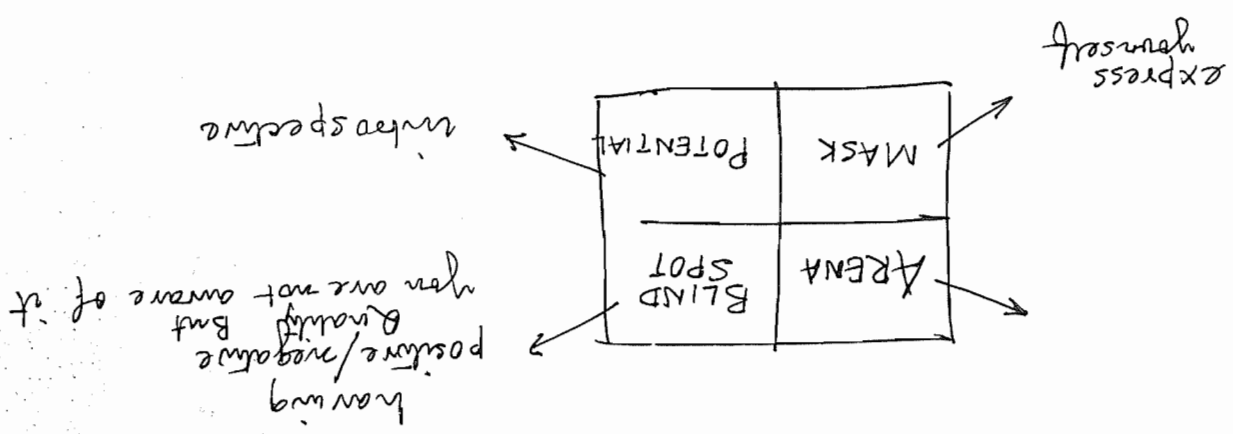 having
positive/negative
Quality But
you are not aware of it
ARENA
BLIND
SPOT
MASK
POTENTIAL
introspective
express
yourself